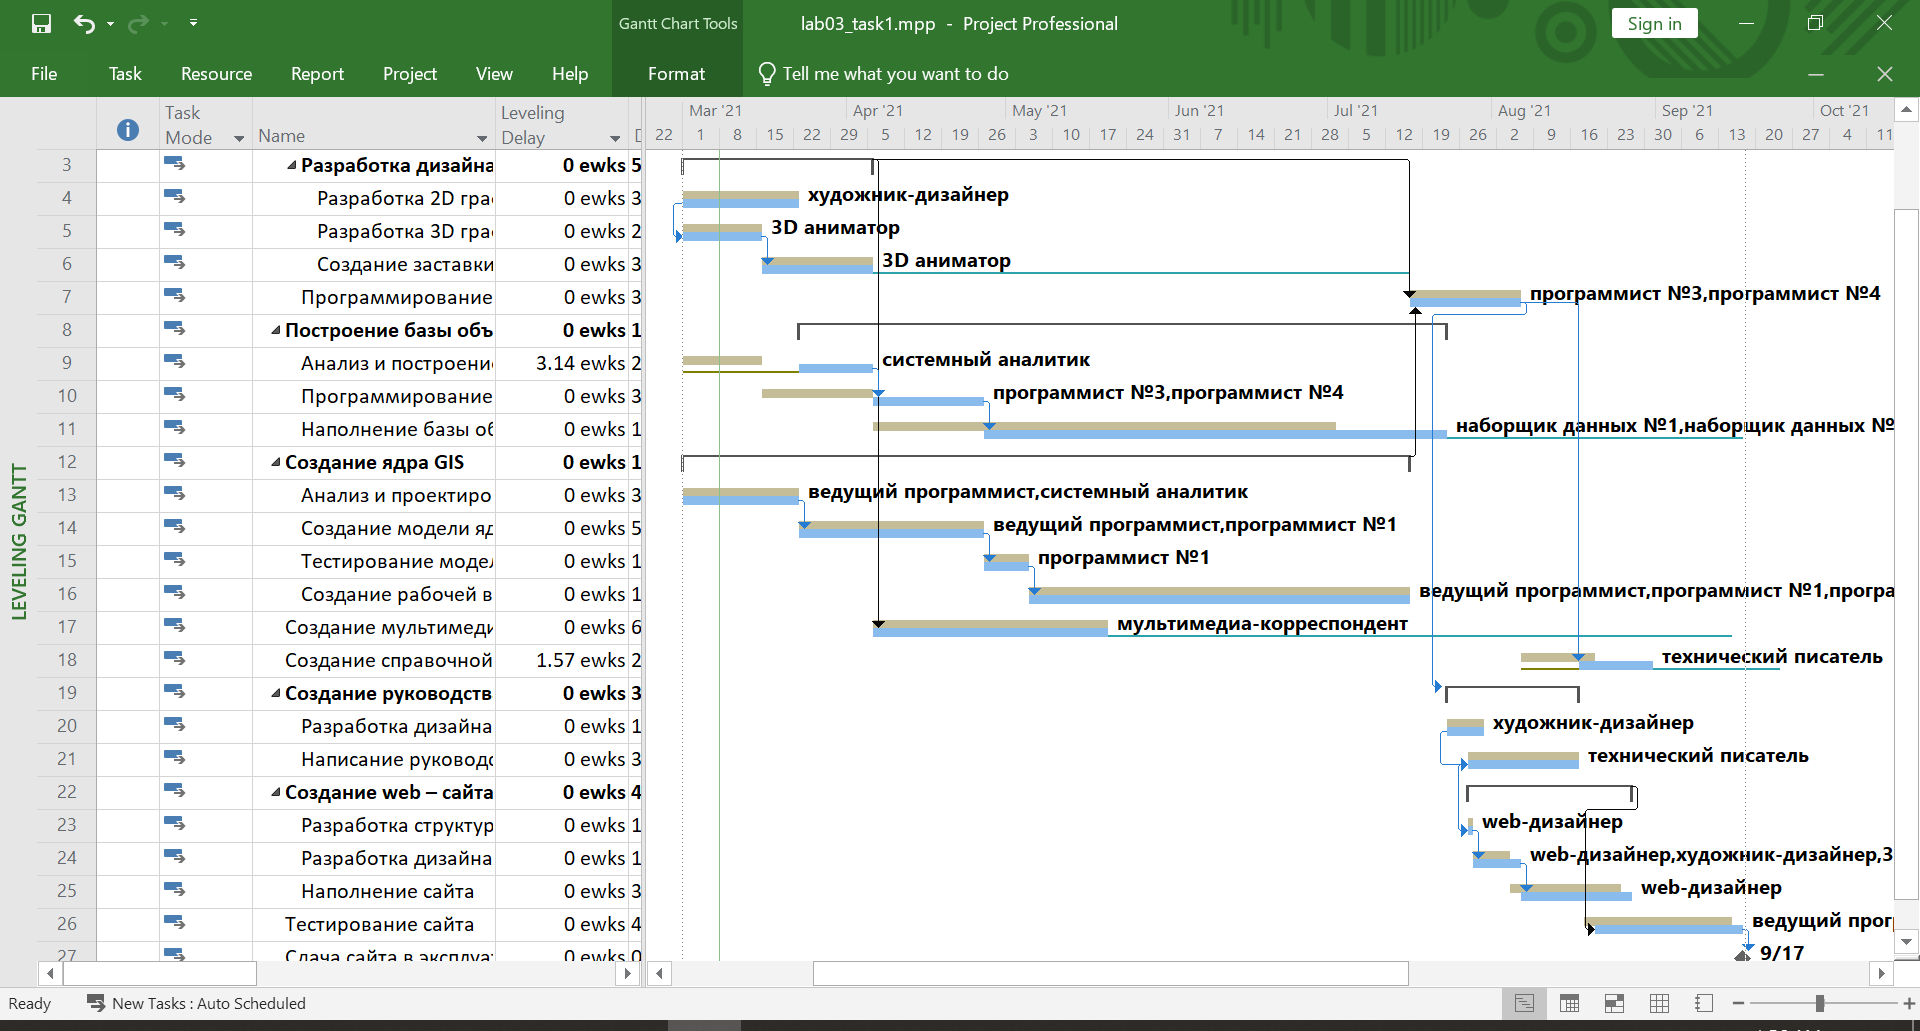 Gantt Chart Tools
lab03_task1.mpp - Project Professional
Sign in
File Task Resource Report Project View Help Format Tell me what you want to do
Task Mode
Name
Leveling Delay
D
Mar '21 Apr '21 May '21 Jun '21 Jul '21 Aug '21 Sep '21 Oct '21
22 1 8 15 22 29 5 12 19 26 3 10 17 24 31 7 14 21 28 5 12 19 26 2 9 16 23 30 6 13 20 27 4 11
3 Разработка дизайна 0 ewks 5
4 Разработка 2D гра 0 ewks 3 художник-дизайнер
5 Разработка 3D гра 0 ewks 2 3D аниматор
6 Создание заставки 0 ewks 3 3D аниматор
7 Программирование 0 ewks 3 программист №3,программист №4
8 Построение базы объ 0 ewks 1
9 Анализ и построени 3.14 ewks 2 системный аналитик
10 Программирование 0 ewks 3 программист №3,программист №4
11 Наполнение базы об 0 ewks 1 наборщик данных №1,наборщик данных №
12 Создание ядра GIS 0 ewks 1
13 Анализ и проектиро 0 ewks 3 ведущий программист,системный аналитик
14 Создание модели яд 0 ewks 5 ведущий программист,программист №1
15 Тестирование модел 0 ewks 1 программист №1
16 Создание рабочей в 0 ewks 1 ведущий программист,программист №1,програ
17 Создание мультимеди 0 ewks 6 мультимедиа-корреспондент
18 Создание справочной 1.57 ewks 2 технический писатель
19 Создание руководств 0 ewks 3
20 Разработка дизайна 0 ewks 1 художник-дизайнер
21 Написание руководс 0 ewks 3 технический писатель
22 Создание web – сайта 0 ewks 4
23 Разработка структур 0 ewks 1 web-дизайнер
24 Разработка дизайна 0 ewks 1 web-дизайнер,художник-дизайнер,3
25 Наполнение сайта 0 ewks 3 web-дизайнер
26 Тестирование сайта 0 ewks 4 ведущий прог
27 Сдача сайта в эксплуат 0 ewks 0 9/17
LEVELING GANTT
Ready New Tasks : Auto Scheduled